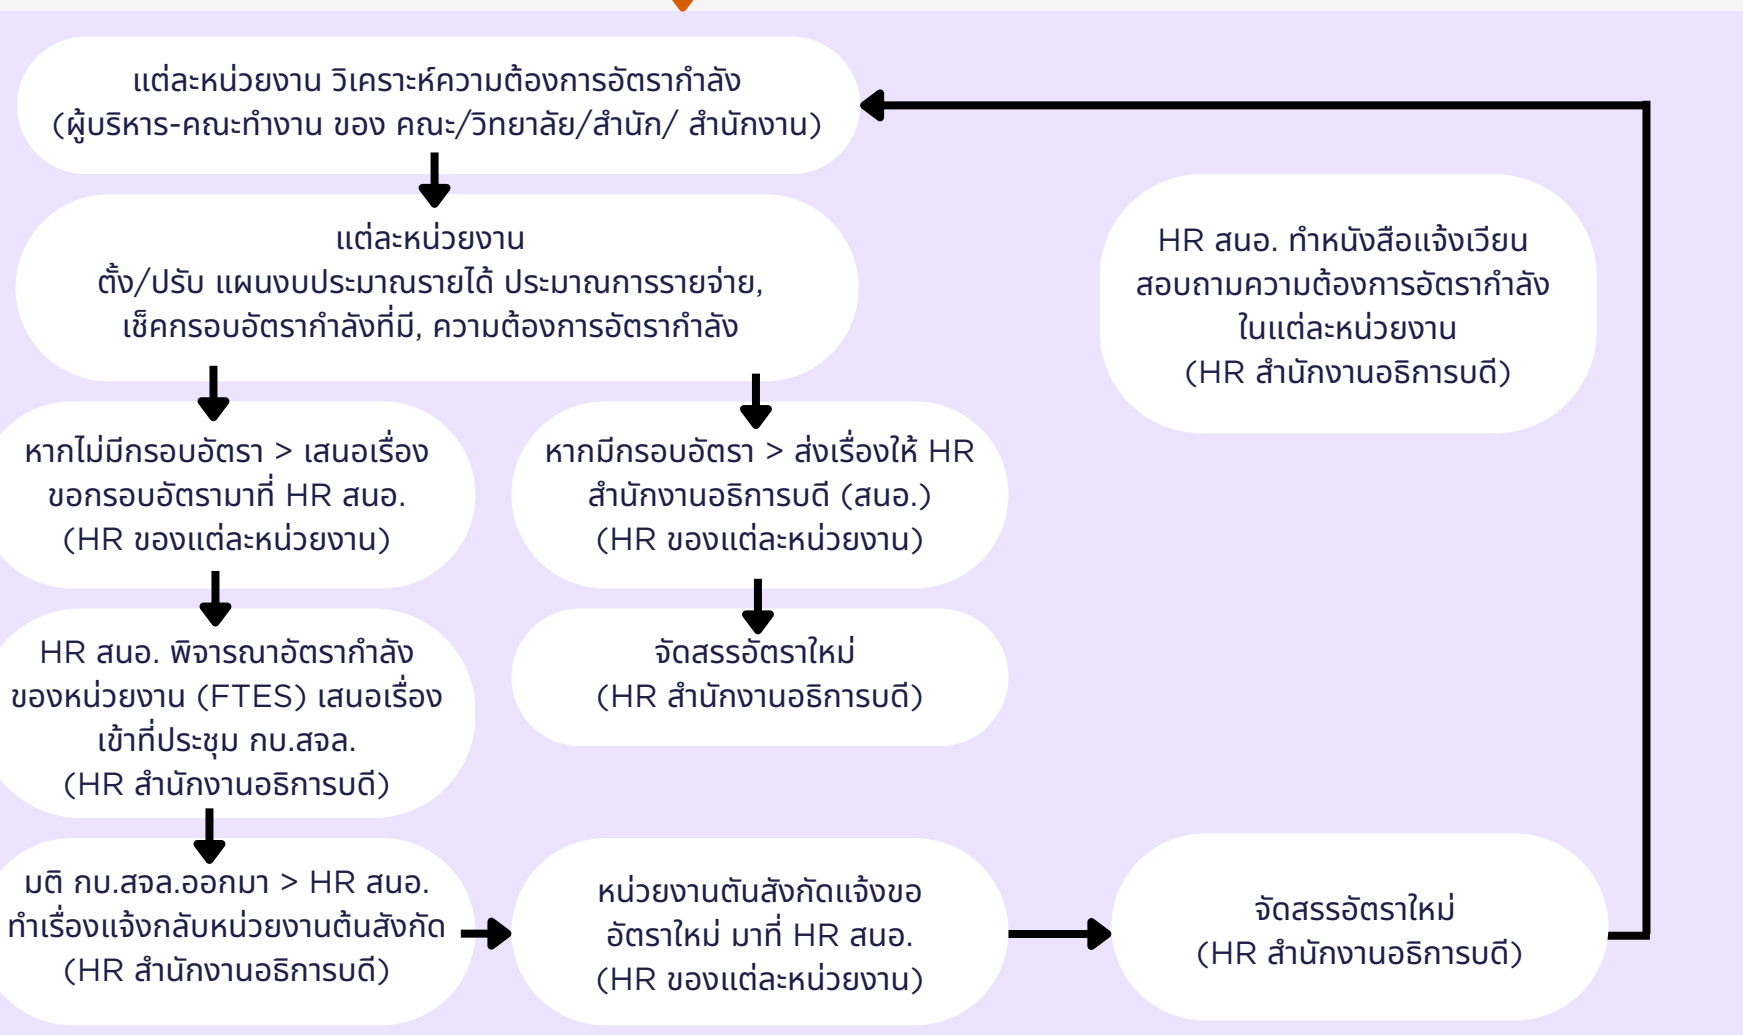 แต่ละหน่วยงาน วิเคราะห์ความต้องการอัตรากำลัง
(ผู้บริหาร-คณะทำงาน ของ คณะ/วิทยาลัย/สำนัก/ สำนักงาน)
แต่ละหน่วยงาน
ตั้ง/ปรับ แผนงบประมาณรายได้ ประมาณการรายจ่าย,
เช็คกรอบอัตรากำลังที่มี, ความต้องการอัตรากำลัง
HR สนอ. ทำหนังสือแจ้งเวียน
สอบถามความต้องการอัตรากำลัง
ในแต่ละหน่วยงาน
(HR สำนักงานอธิการบดี)
หากไม่มีกรอบอัตรา > เสนอเรื่อง
ขอกรอบอัตรามาที่ HR สนอ.
(HR ของแต่ละหน่วยงาน)
หากมีกรอบอัตรา > ส่งเรื่องให้ HR
สำนักงานอธิการบดี (สนอ.)
(HR ของแต่ละหน่วยงาน)
HR สนอ. พิจารณาอัตรากำลัง
ของหน่วยงาน (FTES) เสนอเรื่อง
เข้าที่ประชุม กบ.สจล.
(HR สำนักงานอธิการบดี)
จัดสรรอัตราใหม่
(HR สำนักงานอธิการบดี)
มติ กบ.สจล.ออกมา > HR สนอ.
ทำเรื่องแจ้งกลับหน่วยงานต้นสังกัด
(HR สำนักงานอธิการบดี)
หน่วยงานต้นสังกัดแจ้งขอ
อัตราใหม่ มาที่ HR สนอ.
(HR ของแต่ละหน่วยงาน)
จัดสรรอัตราใหม่
(HR สำนักงานอธิการบดี)